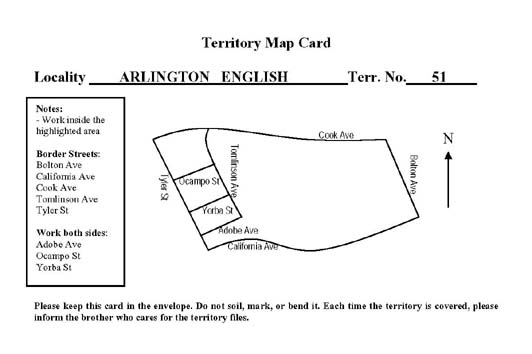 Territory Map Card
Locality ARLINGTON ENGLISH Terr. No. 51
Notes:
- Work inside the
highlighted area
Border Streets:
Bolton Ave
California Ave
Cook Ave
Tomlinson Ave
Tyler St
Work both sides:
Adobe Ave
Ocampo St
Yorba St
Cook Ave
N
Tomlinson Ave
Bolton Ave
Tyler St
Ocampo St
Yorba St
Adobe Ave
California Ave
Please keep this card in the envelope. Do not soil, mark, or bend it. Each time the territory is covered, please
inform the brother who cares for the territory files.